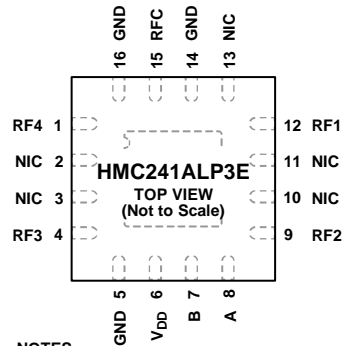 16 GND
15 RFC
14 GND
13 NIC
RF4 1
NIC 2
NIC 3
RF3 4
12 RF1
11 NIC
10 NIC
9 RF2
HMC241ALP3E
TOP VIEW
(Not to Scale)
GND 5
VDD 6
B 7
A 8
NOTES